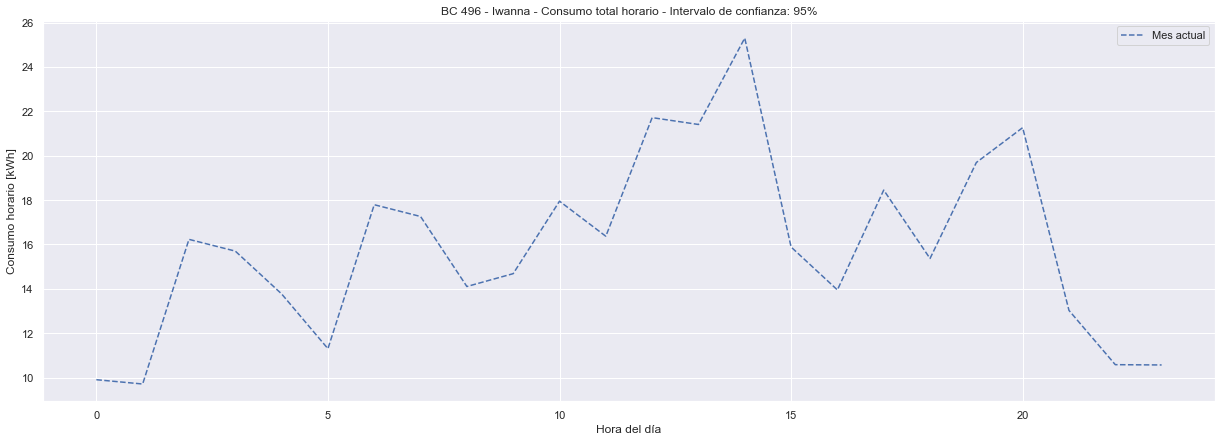 BC 496 - Iwanna - Consumo total horario - Intervalo de confianza: 95%
Mes actual
Consumo horario [kWh]
26
24
22
20
18
16
14
12
10
0 5 10 15 20
Hora del día